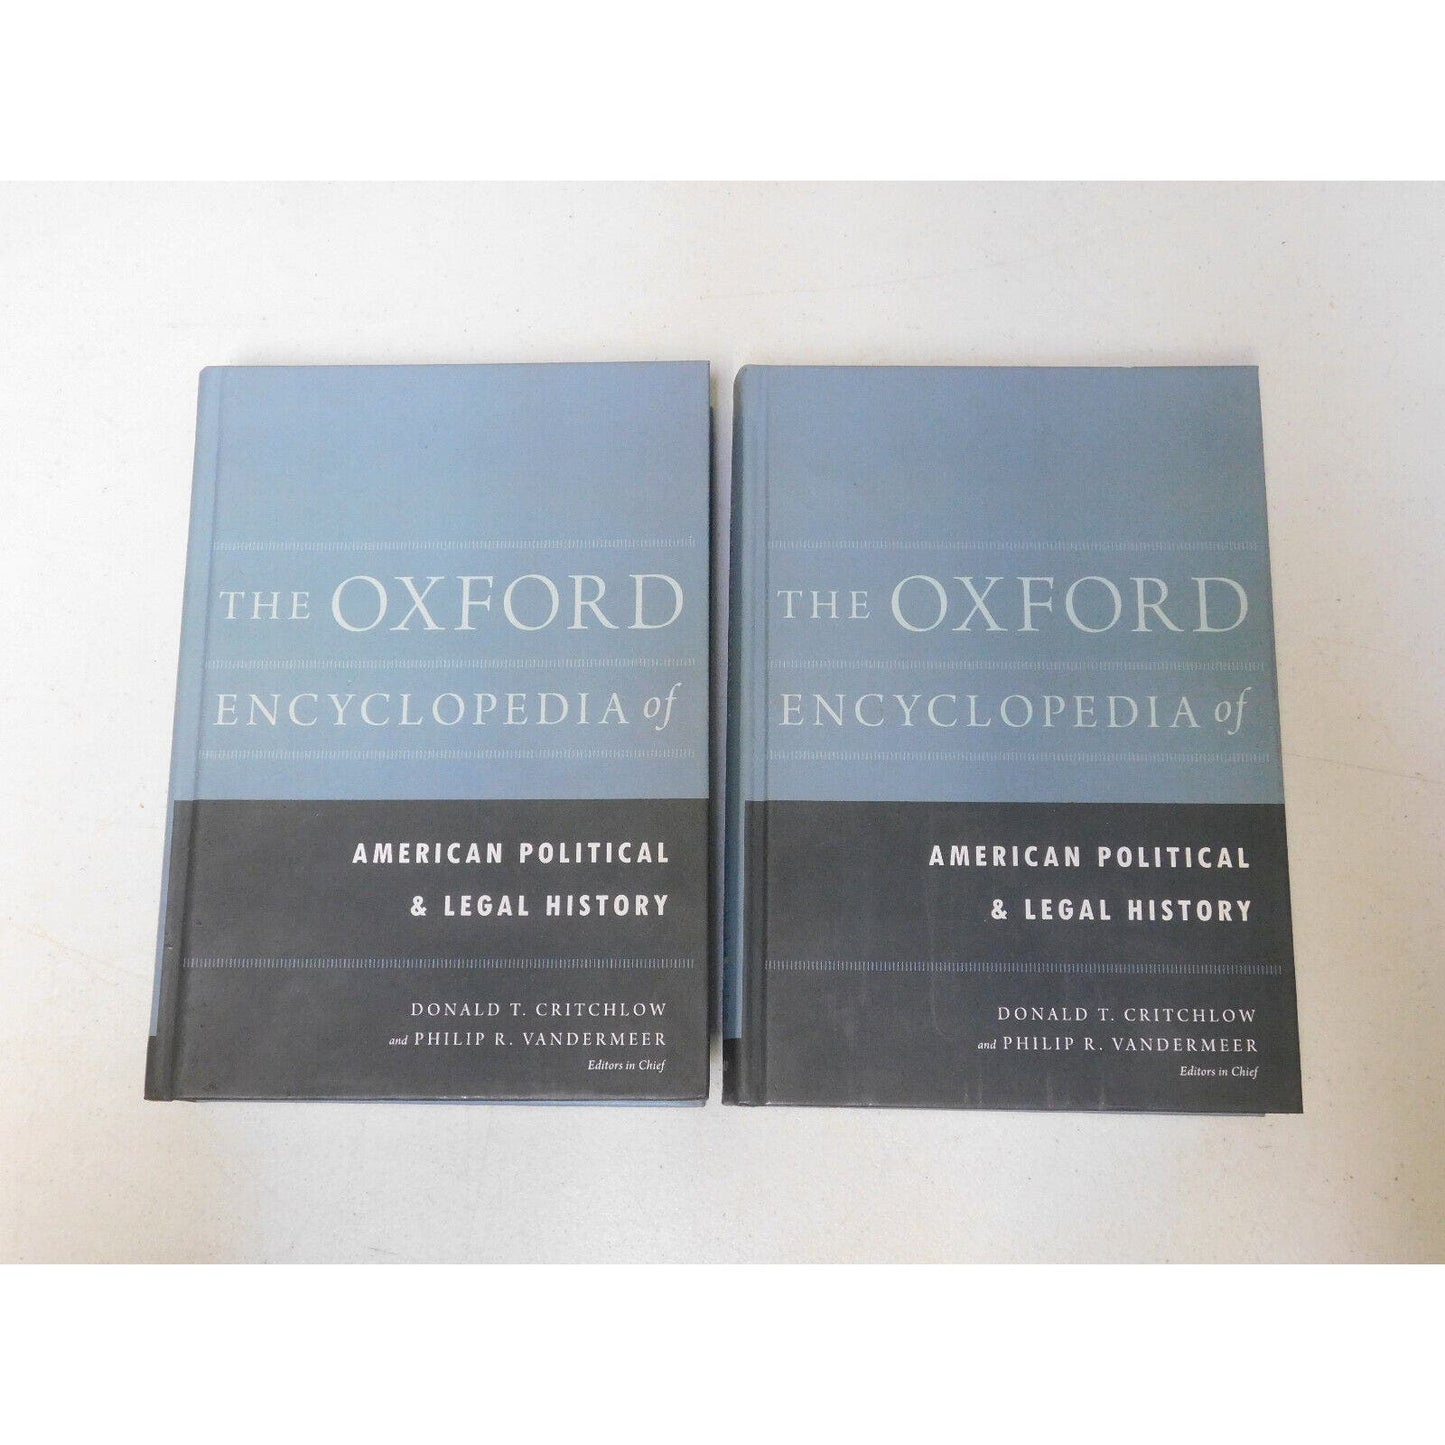 THE OXFORD
ENCYCLOPEDIA of
AMERICAN POLITICAL
& LEGAL HISTORY
DONALD T. CRITCHLOW
and PHILIP R. VANDERMEER
Editors in Chief
THE OXFORD
ENCYCLOPEDIA of
AMERICAN POLITICAL
& LEGAL HISTORY
DONALD T. CRITCHLOW
and PHILIP R. VANDERMEER
Editors in Chief